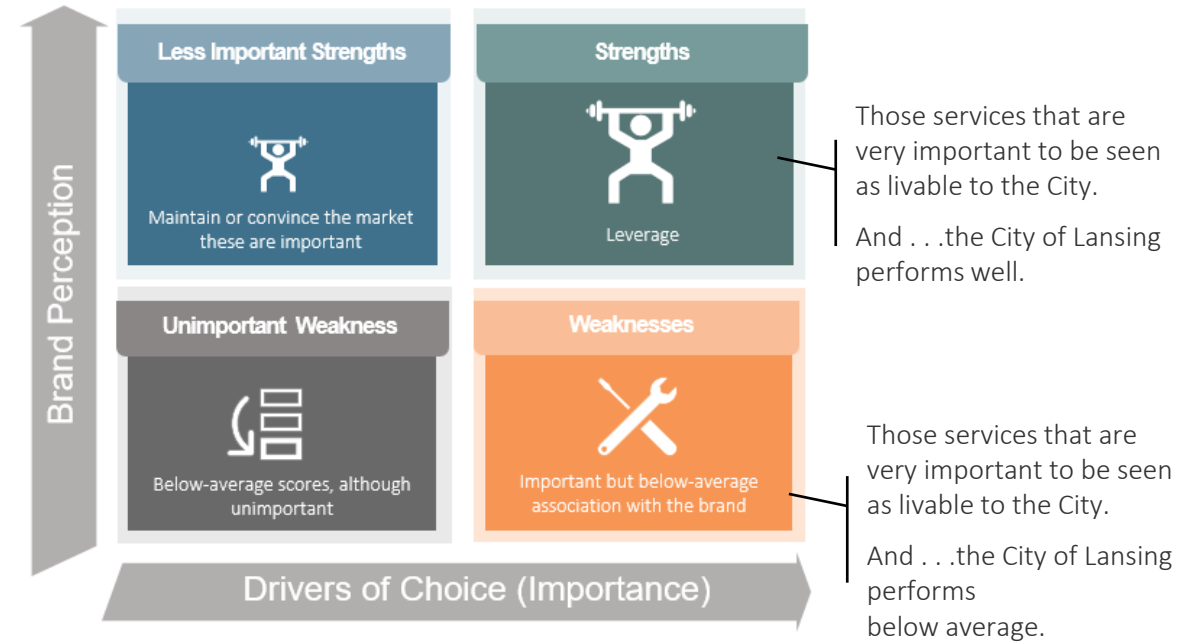 Brand Perception
Less Important Strengths
Maintain or convince the market
these are important
Strengths
Leverage
Those services that are
very important to be seen
as livable to the City.
And . . .the City of Lansing
performs well.
Unimportant Weakness
Below-average scores, although
unimportant
Weaknesses
Important but below-average
association with the brand
Those services that are
very important to be seen
as livable to the City.
And . . .the City of Lansing
performs
below average.
Drivers of Choice (Importance)